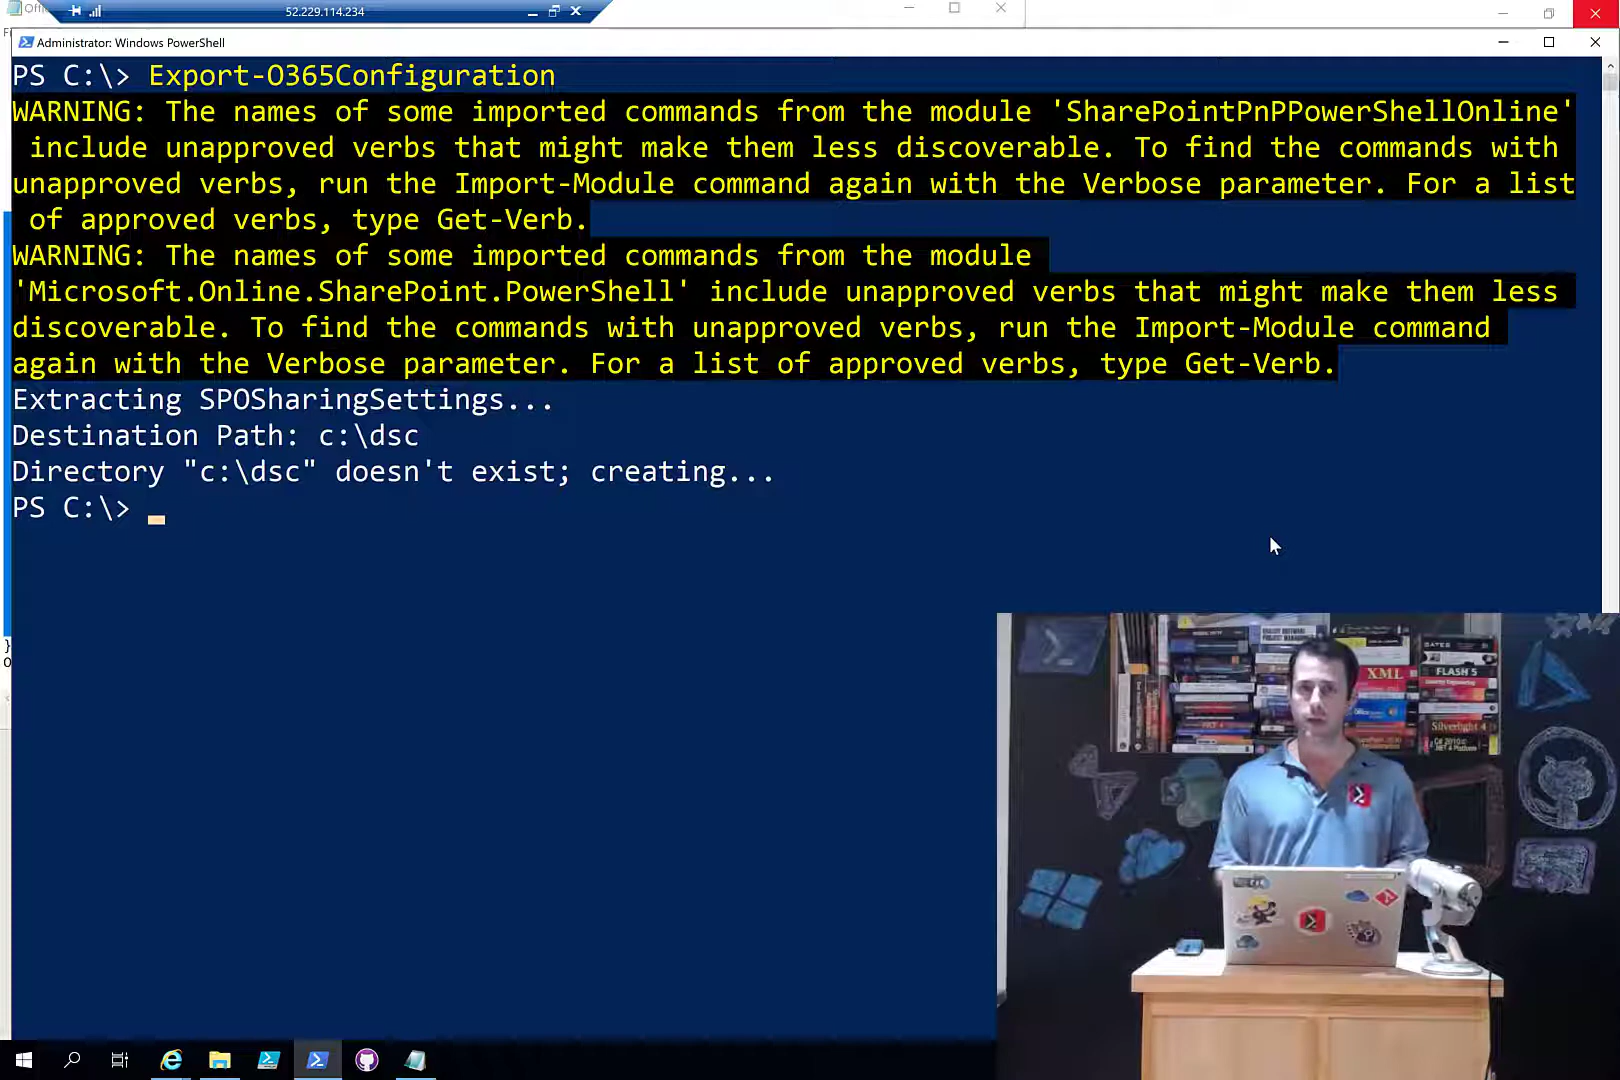 52.229.114.234
Administrator: Windows PowerShell
PS C:\> Export-O365Configuration
WARNING: The names of some imported commands from the module 'SharePointPnPPowerShellOnline'
include unapproved verbs that might make them less discoverable. To find the commands with
unapproved verbs, run the Import-Module command again with the Verbose parameter. For a list
of approved verbs, type Get-Verb.
WARNING: The names of some imported commands from the module
'Microsoft.Online.SharePoint.PowerShell' include unapproved verbs that might make them less
discoverable. To find the commands with unapproved verbs, run the Import-Module command
again with the Verbose parameter. For a list of approved verbs, type Get-Verb.
Extracting SPOSharingSettings...
Destination Path: c:\dsc
Directory "c:\dsc" doesn't exist; creating...
PS C:\>
XML
GATES
FLASH 5
Silverlight 4
C# 2010